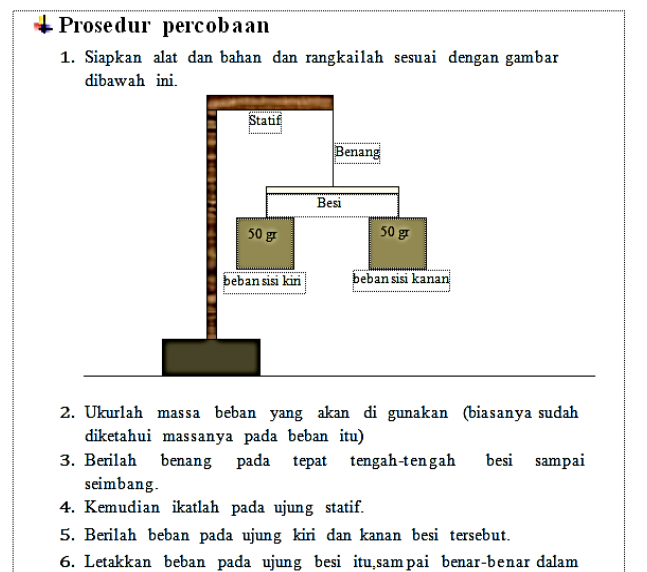 Prosedur percobaan
1. Siapkan alat dan bahan dan rangkailah sesuai dengan gambar
dibawah ini.
Statif
Benang
Besi
50 gr
50 gr
beban sisi kiri
beban sisi kanan
2. Ukurlah massa beban yang akan di gunakan (biasanya sudah
diketahui massanya pada beban itu)
3. Berilah benang pada tepat tengah-tengah besi sampai
seimbang.
4. Kemudian ikatlah pada ujung statif.
5. Berilah beban pada ujung kiri dan kanan besi tersebut.
6. Letakkan beban pada ujung besi itu,sampai benar-benar dalam